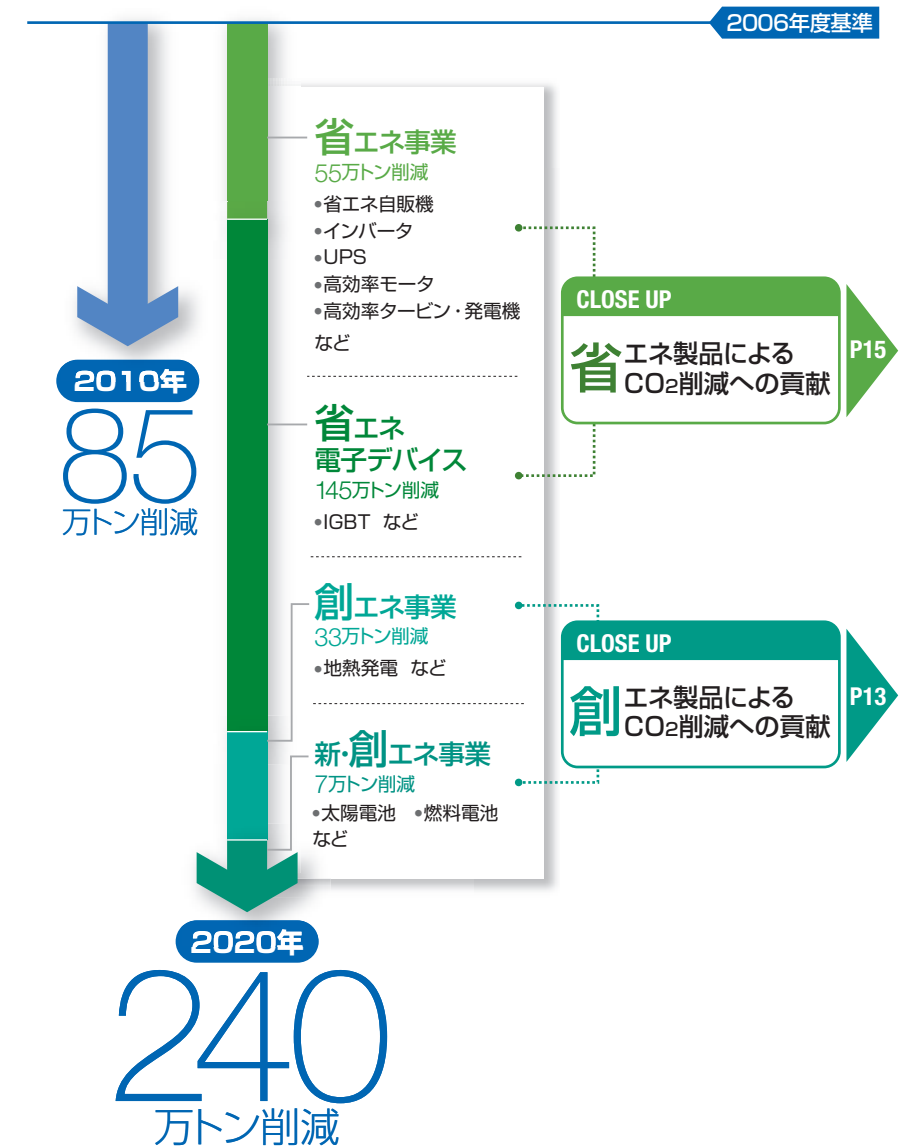 2006年度基準
省エネ事業
55万トン削減
•省エネ自販機
•インバータ
•UPS
•高効率モータ
•高効率タービン・発電機
など
省エネ
電子デバイス
145万トン削減
•IGBT など
創エネ事業
33万トン削減
•地熱発電 など
新・創エネ事業
7万トン削減
•太陽電池 •燃料電池
など
CLOSE UP
省エネ製品による
CO2削減への貢献
P15
CLOSE UP
創エネ製品による
CO2削減への貢献
P13
2010年
85
万トン削減
2020年
240
万トン削減